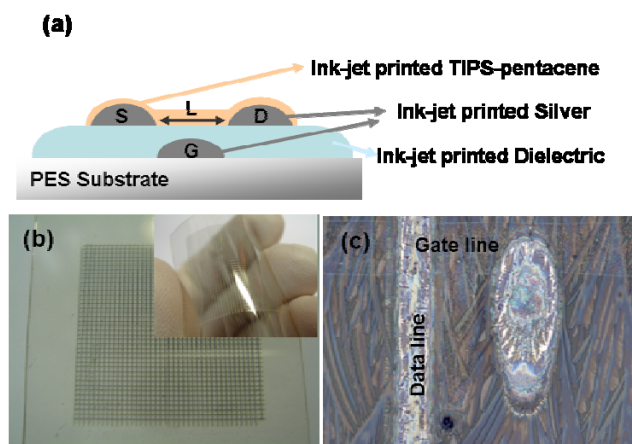 (a)
Ink-jet printed TIPS-pentacene
S
L
D
Ink-jet printed Silver
G
Ink-jet printed Dielectric
PES Substrate
(b)
(c)
Gate line
Data line